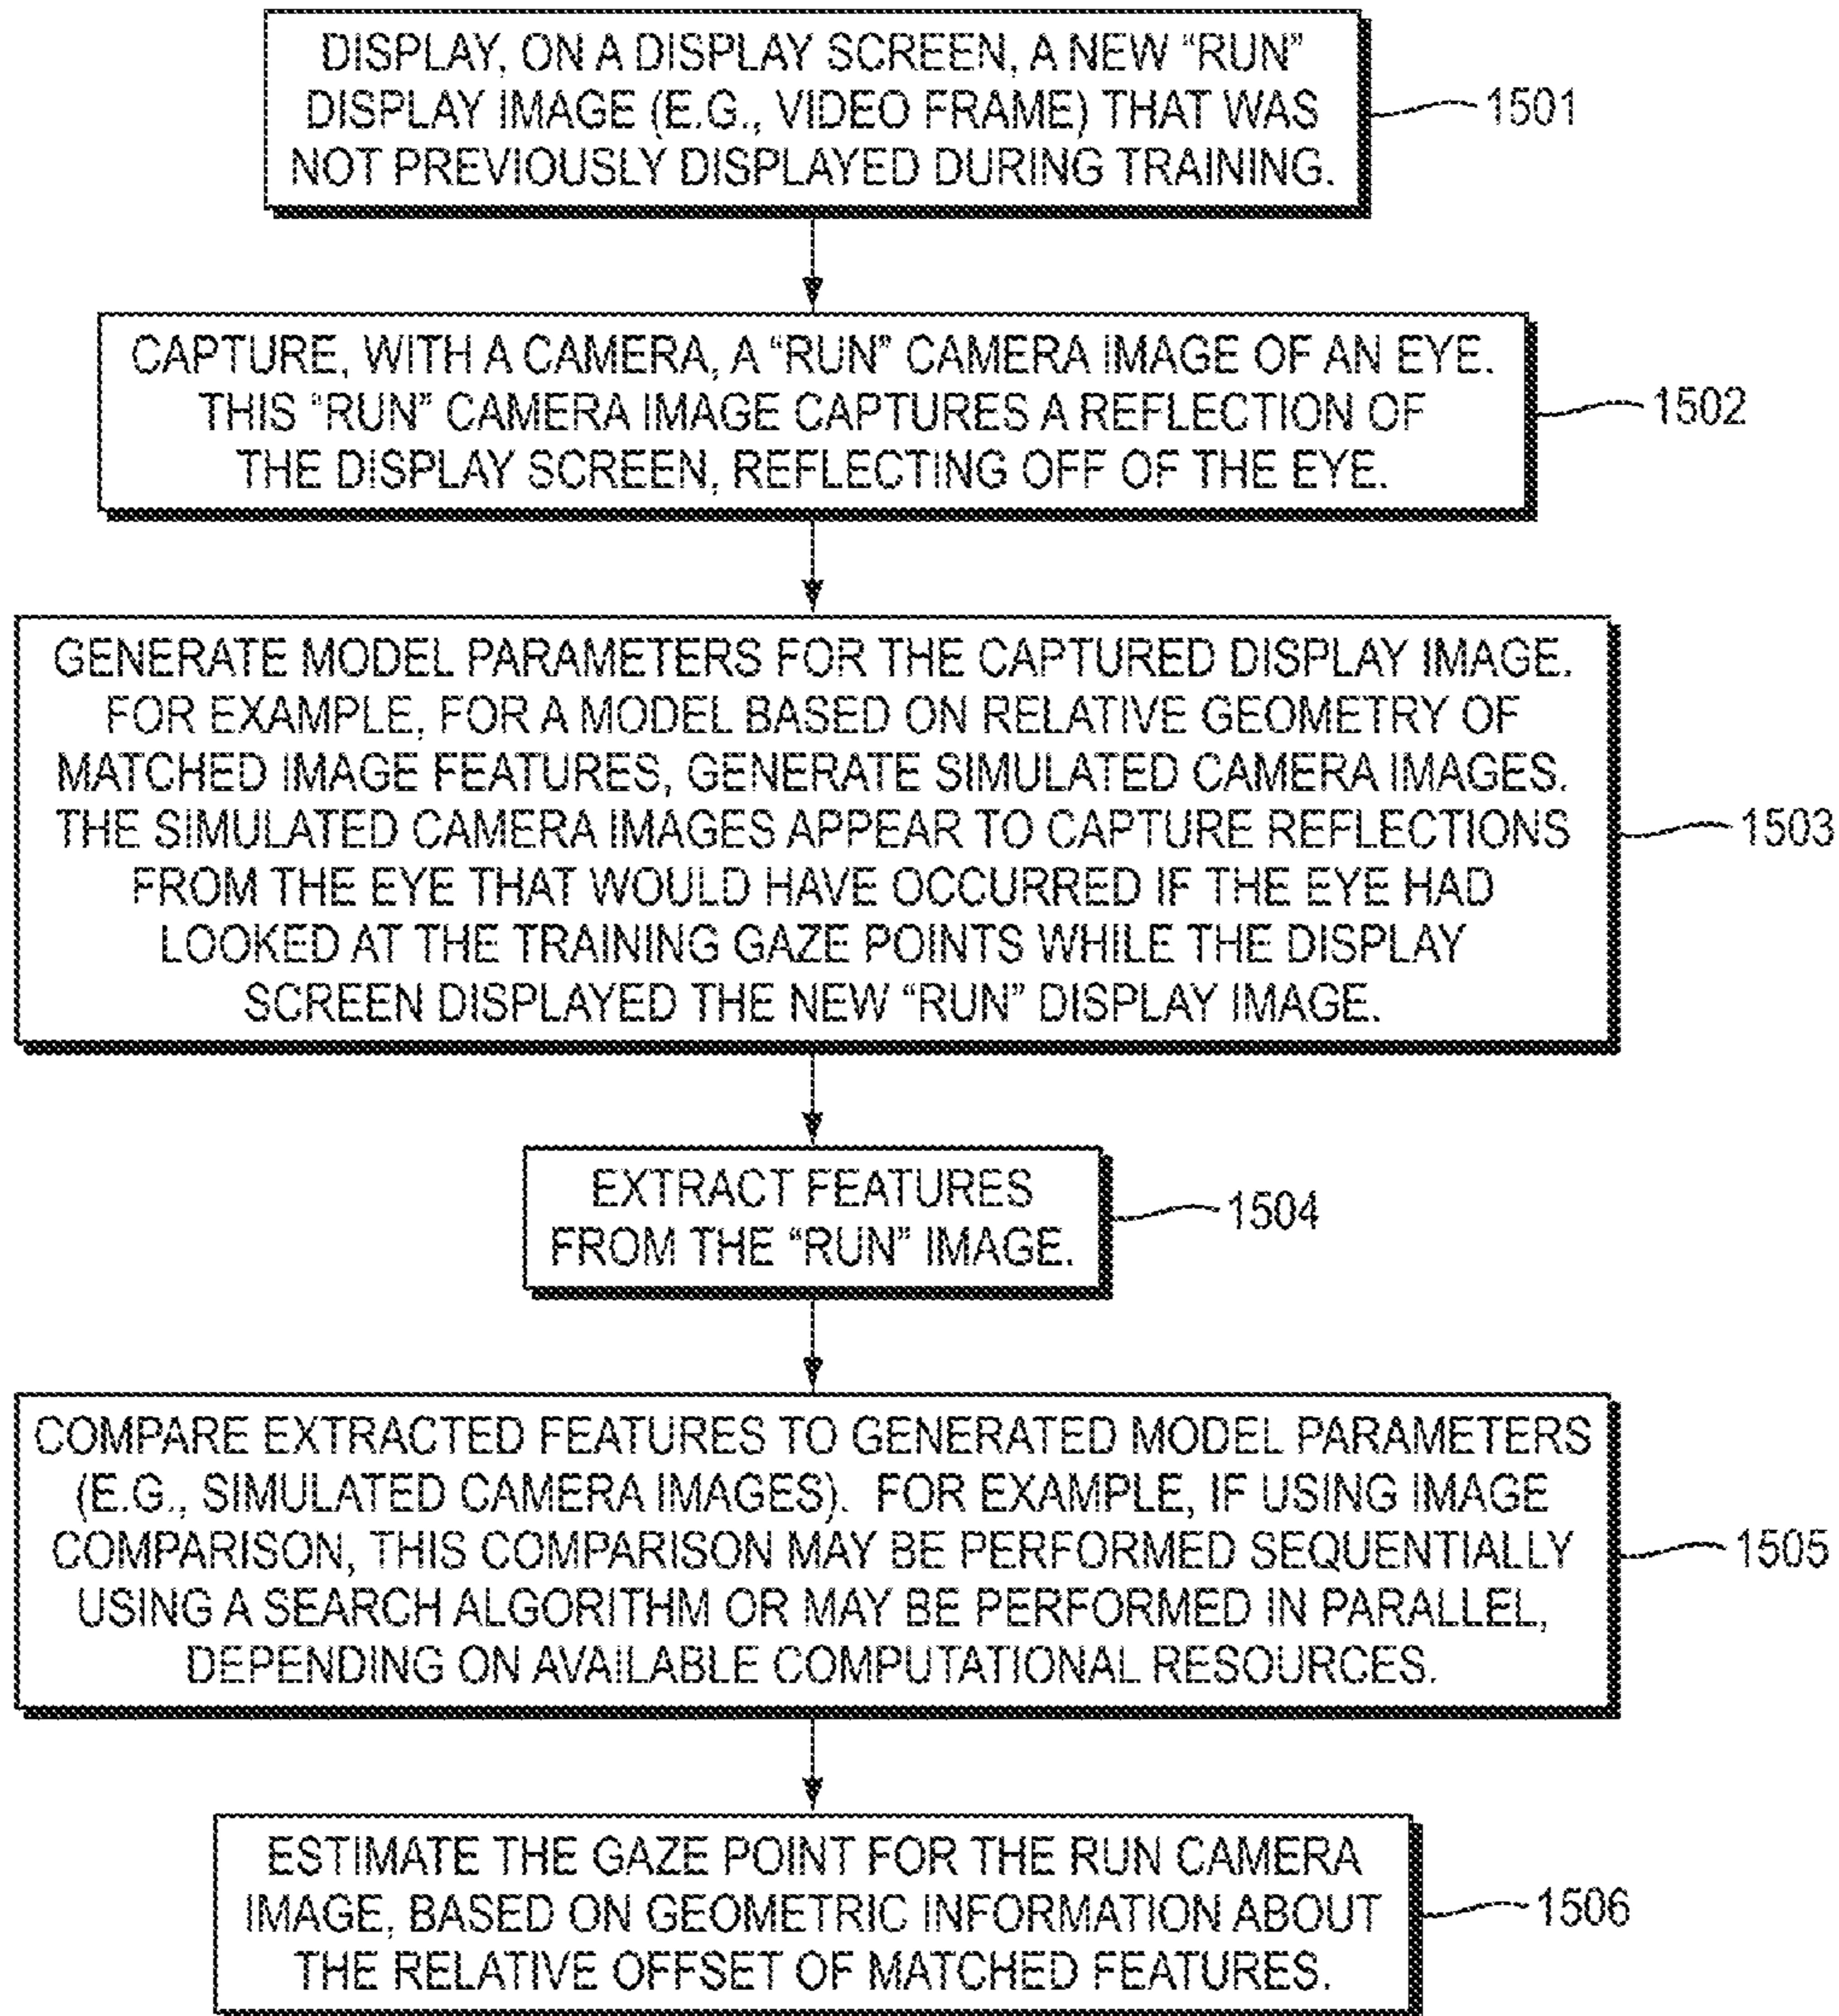 DISPLAY, ON A DISPLAY SCREEN, A NEW “RUN”
DISPLAY IMAGE (E.G., VIDEO FRAME) THAT WAS
NOT PREVIOUSLY DISPLAYED DURING TRAINING.
1501
CAPTURE, WITH A CAMERA, A “RUN” CAMERA IMAGE OF AN EYE.
THIS “RUN” CAMERA IMAGE CAPTURES A REFLECTION OF
THE DISPLAY SCREEN, REFLECTING OFF OF THE EYE.
1502
GENERATE MODEL PARAMETERS FOR THE CAPTURED DISPLAY IMAGE.
FOR EXAMPLE, FOR A MODEL BASED ON RELATIVE GEOMETRY OF
MATCHED IMAGE FEATURES, GENERATE SIMULATED CAMERA IMAGES.
THE SIMULATED CAMERA IMAGES APPEAR TO CAPTURE REFLECTIONS
FROM THE EYE THAT WOULD HAVE OCCURRED IF THE EYE HAD
LOOKED AT THE TRAINING GAZE POINTS WHILE THE DISPLAY
SCREEN DISPLAYED THE NEW “RUN” DISPLAY IMAGE.
1503
EXTRACT FEATURES
FROM THE “RUN” IMAGE.
1504
COMPARE EXTRACTED FEATURES TO GENERATED MODEL PARAMETERS
(E.G., SIMULATED CAMERA IMAGES). FOR EXAMPLE, IF USING IMAGE
COMPARISON, THIS COMPARISON MAY BE PERFORMED SEQUENTIALLY
USING A SEARCH ALGORITHM OR MAY BE PERFORMED IN PARALLEL,
DEPENDING ON AVAILABLE COMPUTATIONAL RESOURCES.
1505
ESTIMATE THE GAZE POINT FOR THE RUN CAMERA
IMAGE, BASED ON GEOMETRIC INFORMATION ABOUT
THE RELATIVE OFFSET OF MATCHED FEATURES.
1506